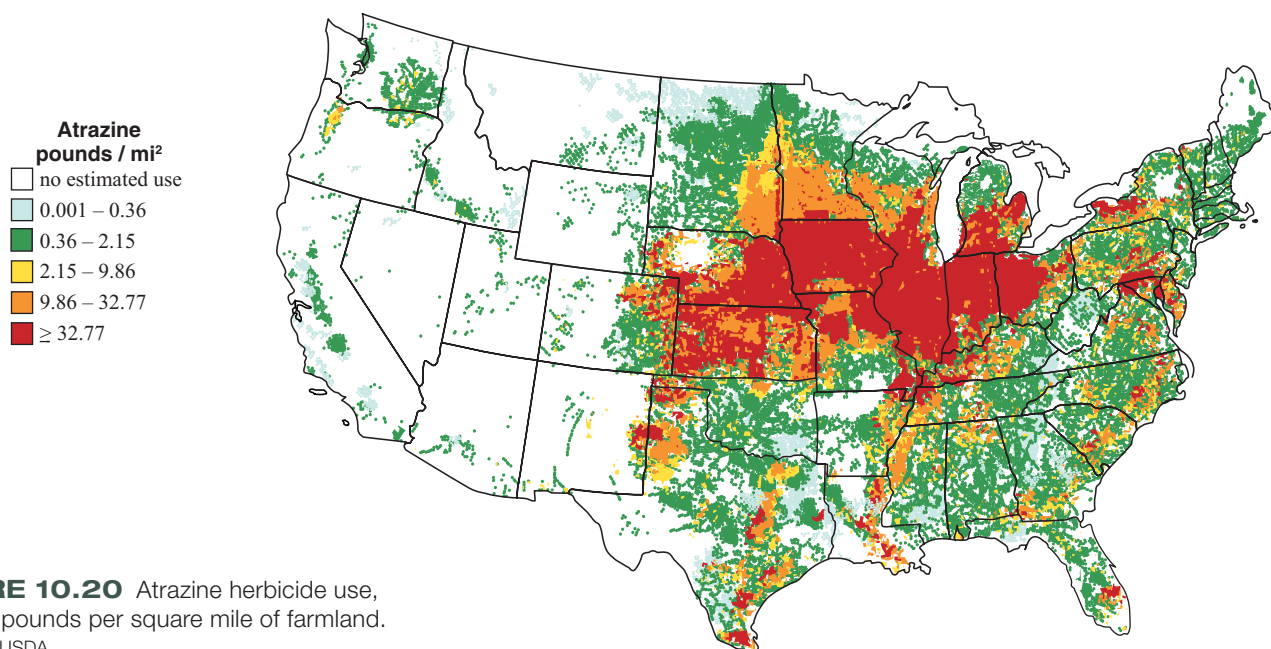 Atrazine
pounds / mi²
no estimated use
0.001 – 0.36
0.36 – 2.15
2.15 – 9.86
9.86 – 32.77
≥ 32.77
RE 10.20 Atrazine herbicide use,
pounds per square mile of farmland.
USDA